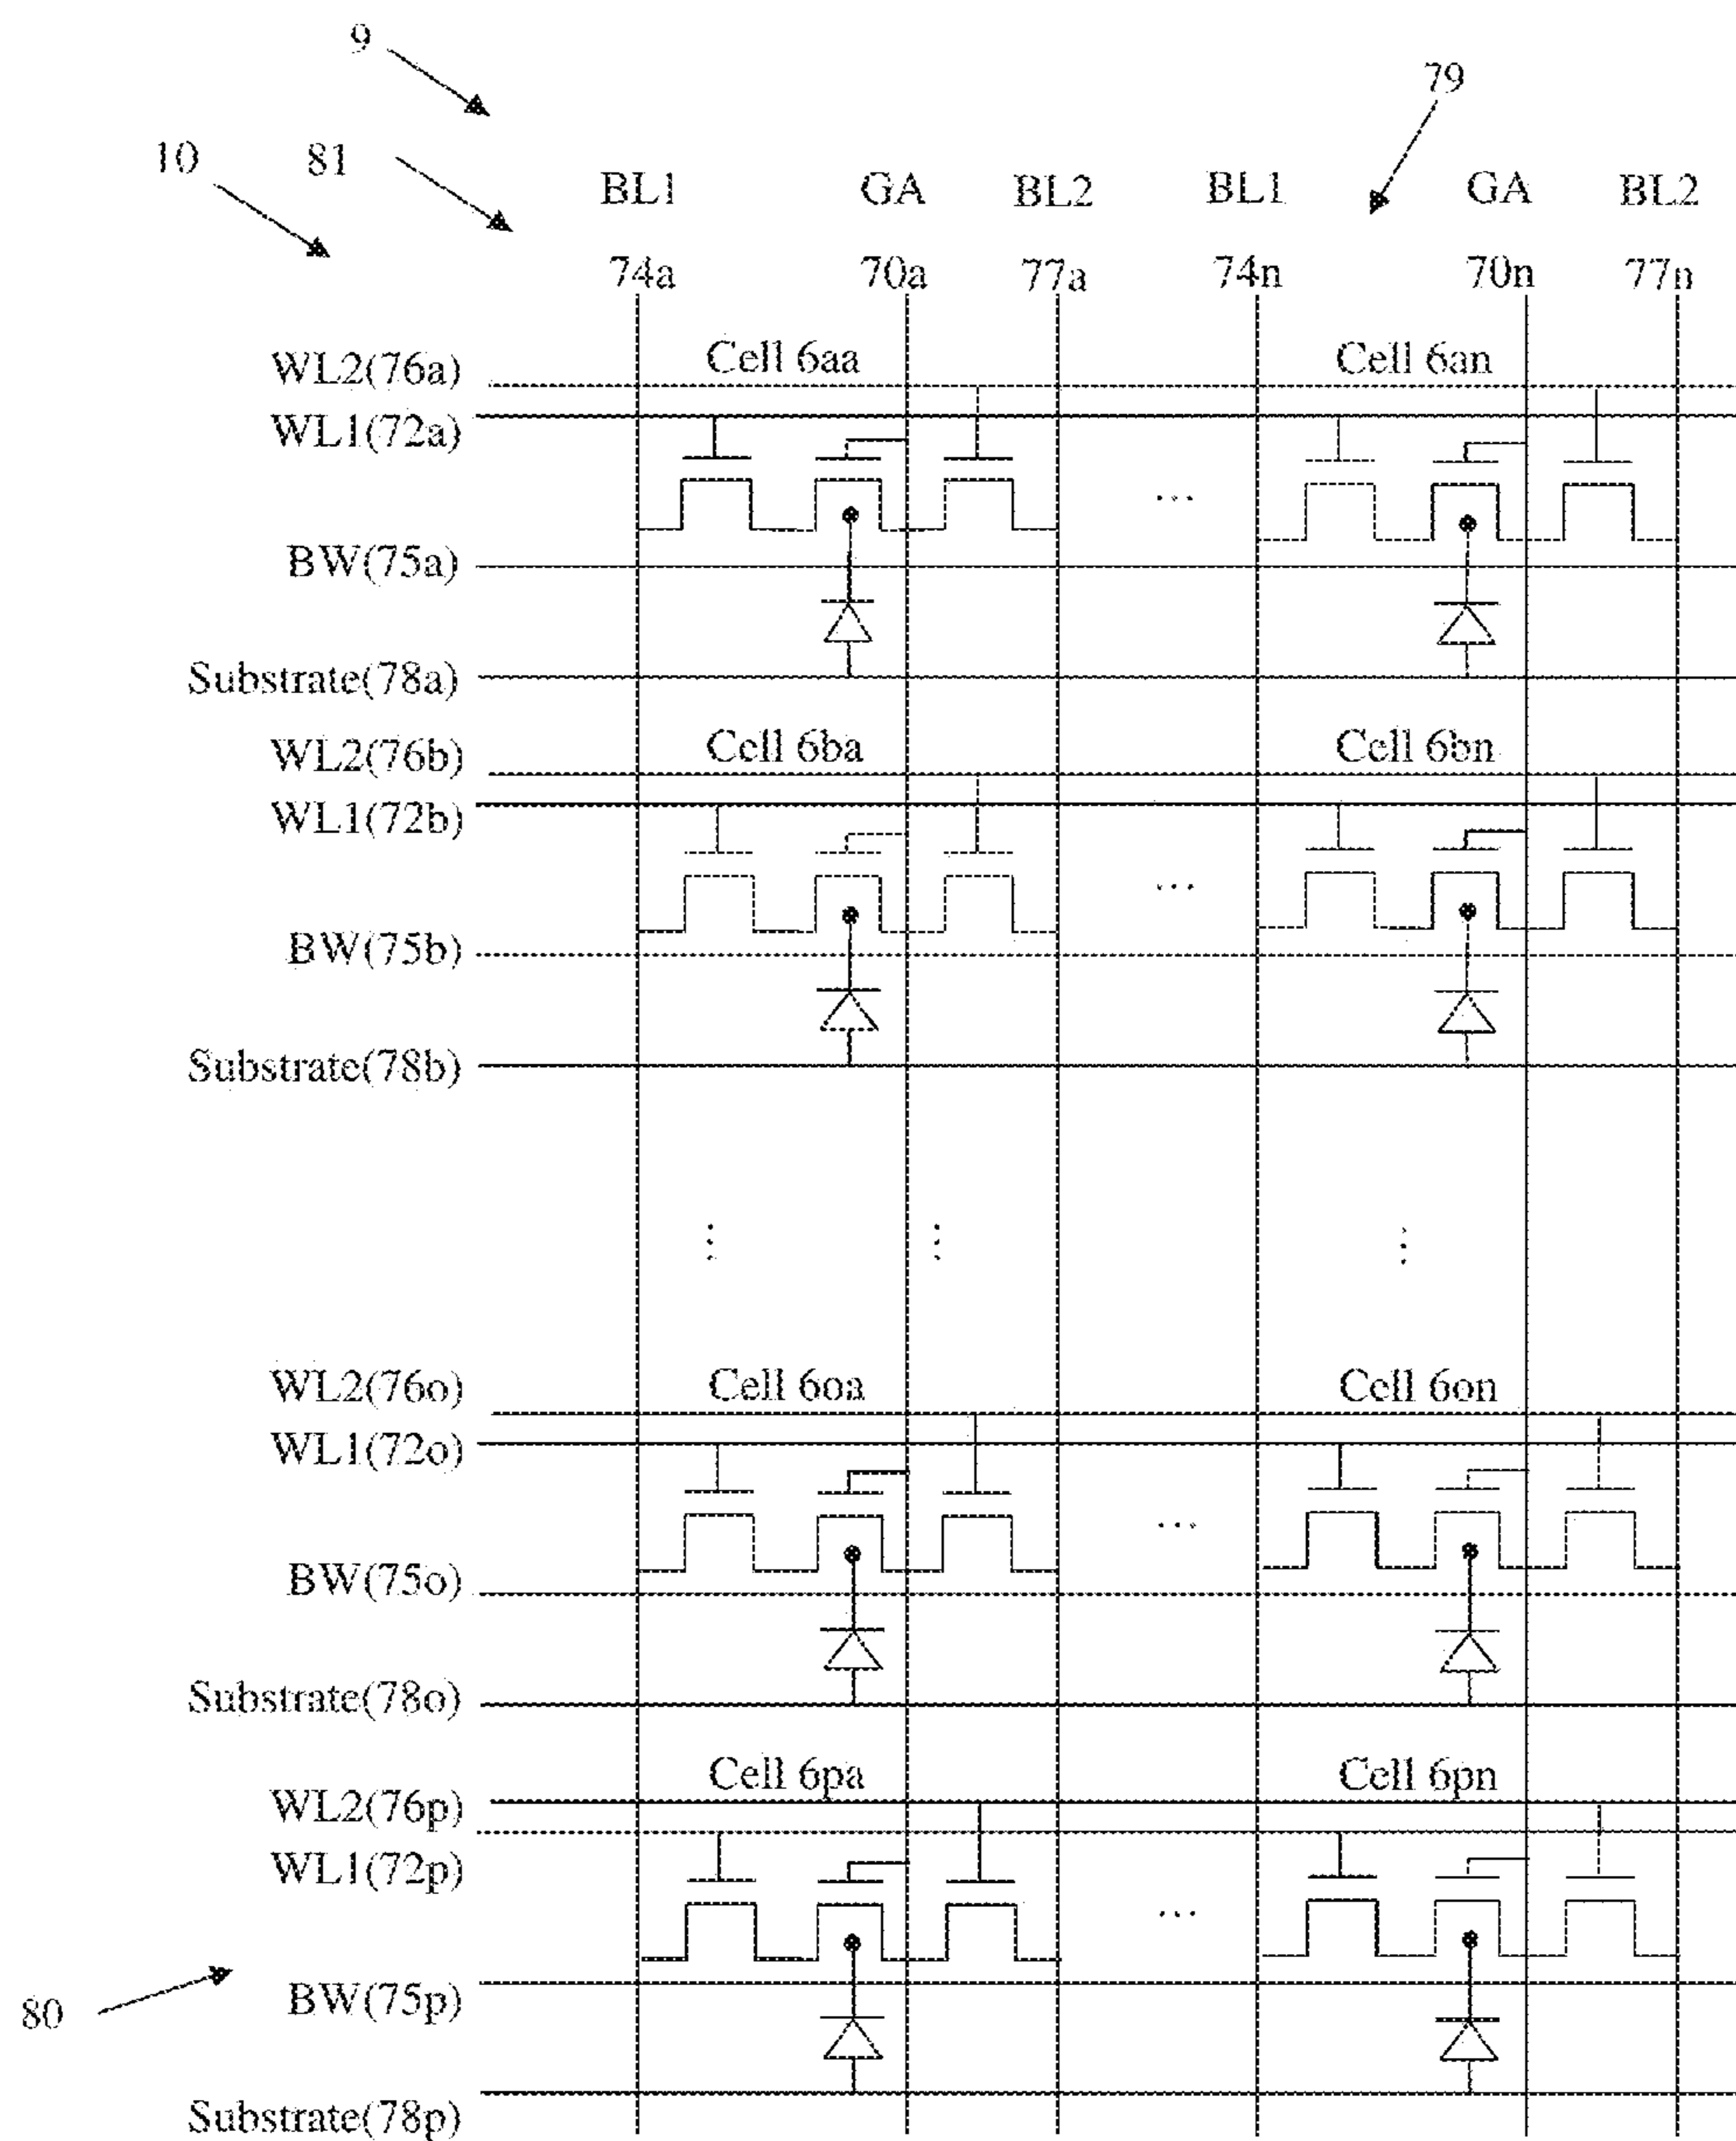 9
79
10 81
BL1 GA BL2 BL1 GA BL2
74a 70a 77a 74n 70n 77n
WL2(76a) Cell 6aa Cell 6an
WL1(72a)
...
BW(75a)
Substrate(78a)
WL2(76b) Cell 6ba Cell 6bn
WL1(72b)
...
BW(75b)
Substrate(78b)
WL2(76o) Cell 6oa Cell 6on
WL1(72o)
...
BW(75o)
Substrate(78o)
WL2(76p) Cell 6pa Cell 6pn
WL1(72p)
...
80 BW(75p)
Substrate(78p)